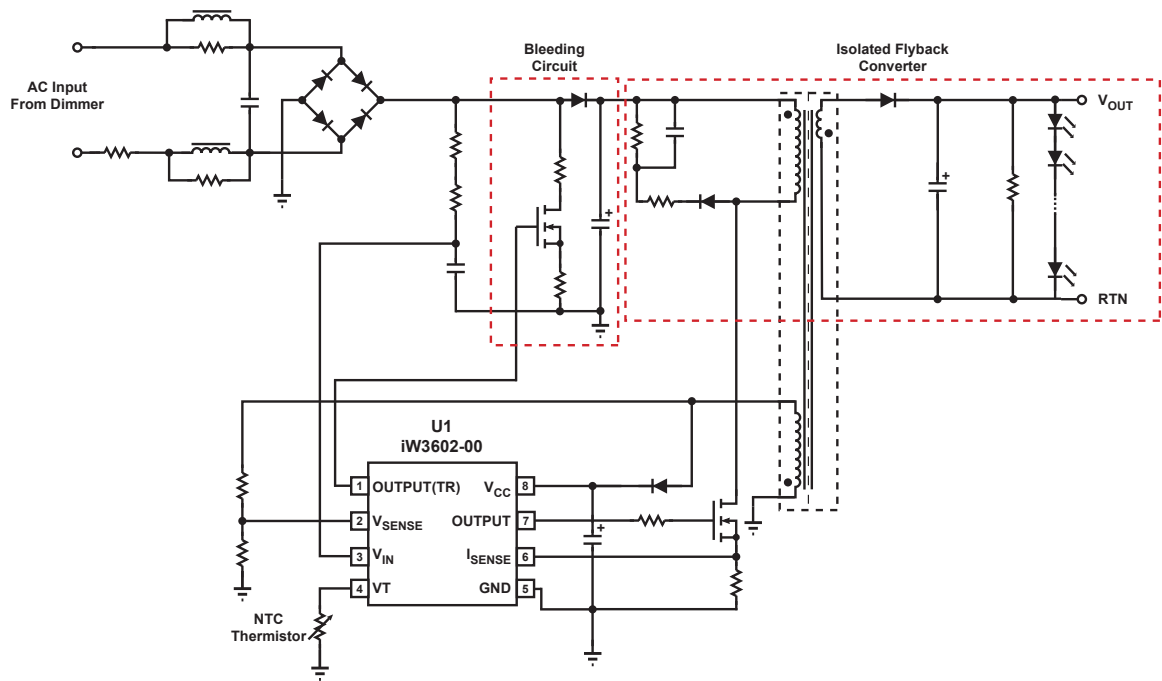 Bleeding
Circuit
Isolated Flyback
Converter
AC Input
From Dimmer
+
+
VOUT
RTN
U1
iW3602-00
1 OUTPUT(TR)
VCC 8
2 VSENSE
OUTPUT 7
+
3 VIN
ISENSE 6
4 VT
GND 5
NTC
Thermistor